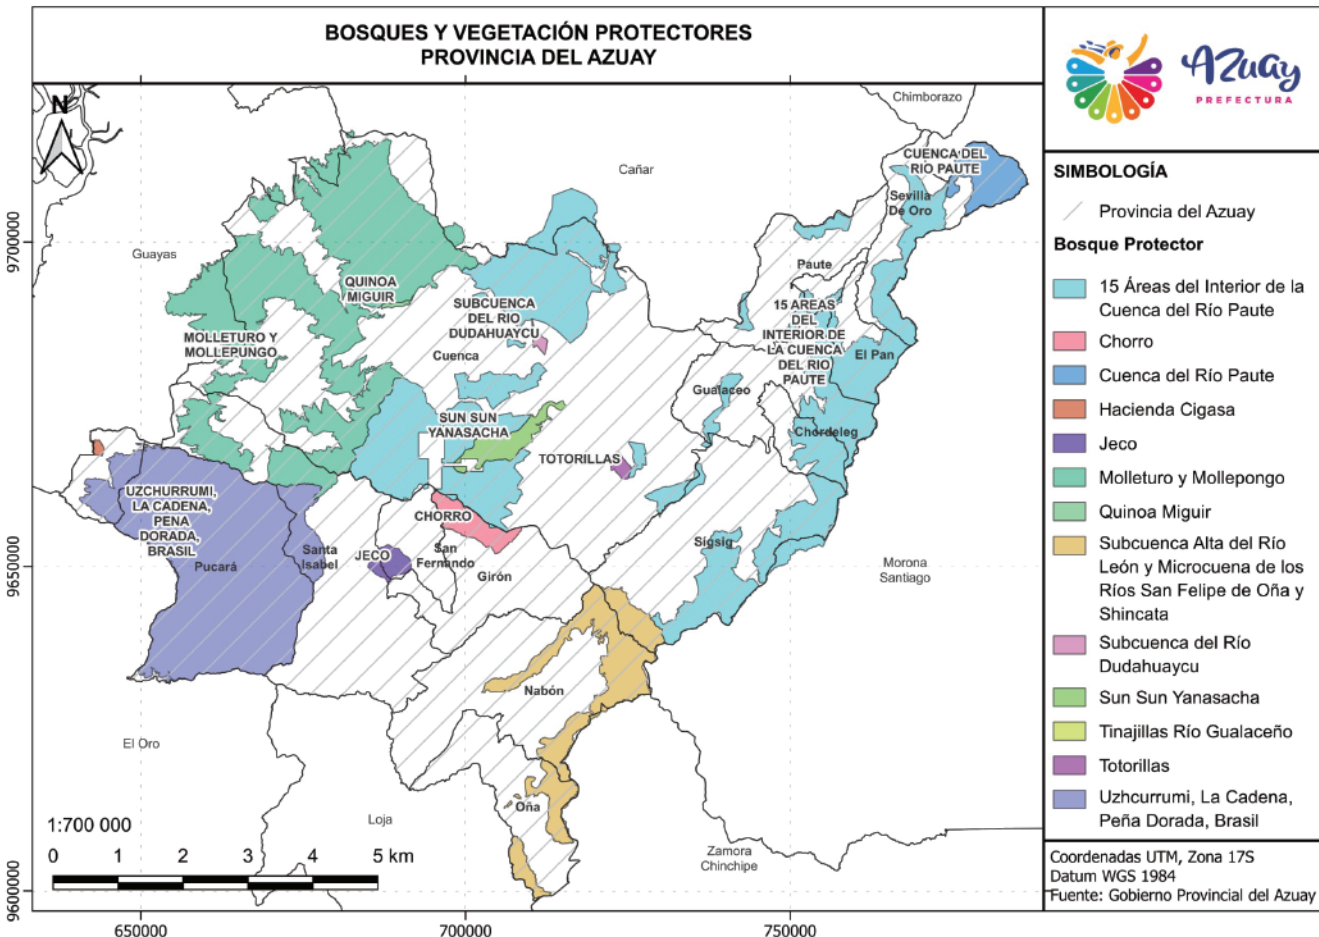 BOSQUES Y VEGETACIÓN PROTECTORES
PROVINCIA DEL AZUAY
Azuay
PREFECTURA
N
Chimborazo
Cañar
CUENCA DEL
RIO PAUTE
Sevilla
De Oro
Guayas
Paute
QUINOA
MIGUIR
SUBCUENCA
DEL RIO
DUDAHUAYCU
15 AREAS
DEL
INTERIOR DE
LA CUENCA
DEL RIO
PAUTE
MOLLETURO Y
MOLLEPUNGO
Cuenca
El Pan
Gualaceo
SUN SUN
YANASACHA
Chordeleg
TOTORILLAS
UZCHURRUMI,
LA CADENA,
PENA
DORADA,
BRASIL
CHORRO
Pucará
Santa
Isabel
JECO
San
Fernando
Girón
Sigsig
Morona
Santiago
Nabón
El Oro
Oña
Loja
Zamora
Chinchipe
1:700 000
0 1 2 3 4 5 km
9700000
9650000
9600000
650000 700000 750000
SIMBOLOGÍA
Provincia del Azuay
Bosque Protector
15 Áreas del Interior de la
Cuenca del Río Paute
Chorro
Cuenca del Río Paute
Hacienda Cigasa
Jeco
Molleturo y Mollepongo
Quinoa Miguir
Subcuenca Alta del Río
León y Microcuena de los
Ríos San Felipe de Oña y
Shincata
Subcuenca del Río
Dudahuaycu
Sun Sun Yanasacha
Tinajillas Río Gualaceño
Totorillas
Uzhcurrumi, La Cadena,
Peña Dorada, Brasil
Coordenadas UTM, Zona 17S
Datum WGS 1984
Fuente: Gobierno Provincial del Azuay